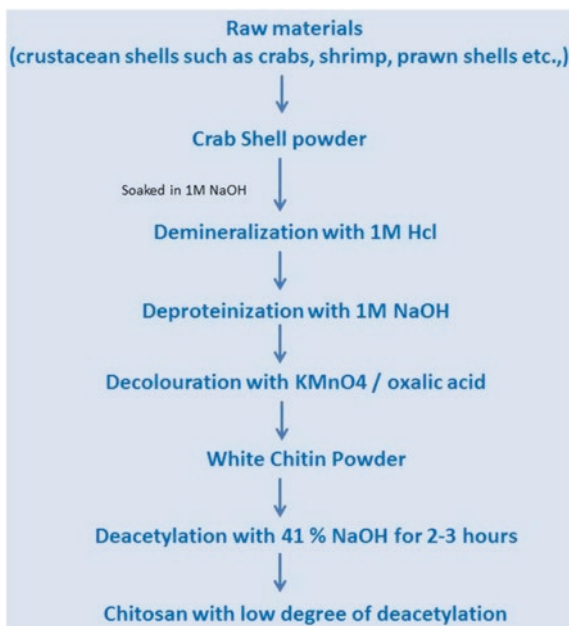 Raw materials
(crustacean shells such as crabs, shrimp, prawn shells etc.,)
Crab Shell powder
Soaked in 1M NaOH
Demineralization with 1M Hcl
Deproteinization with 1M NaOH
Decolouration with KMnO4 / oxalic acid
White Chitin Powder
Deacetylation with 41 % NaOH for 2-3 hours
Chitosan with low degree of deacetylation